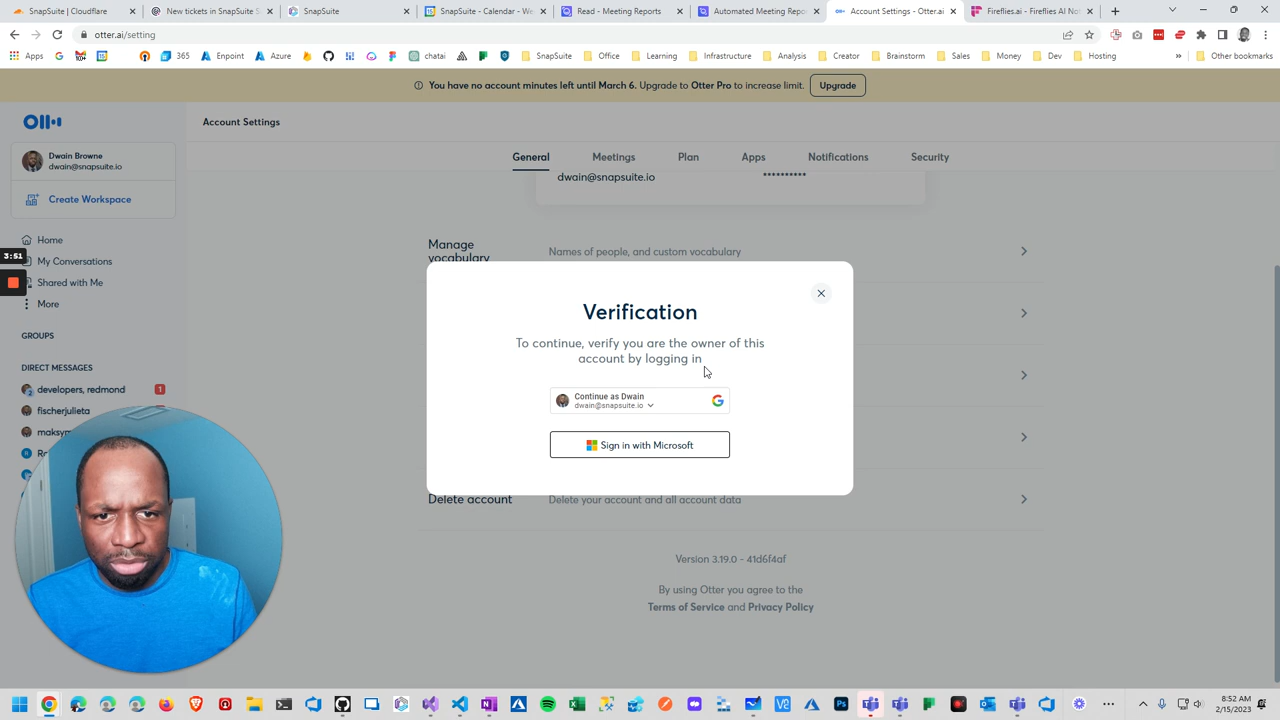 SnapSuite | Cloudflare
New tickets in SnapSuite S
SnapSuite
SnapSuite - Calendar - We
Read - Meeting Reports
Automated Meeting Repo
Account Settings - Otter.ai
Fireflies.ai - Fireflies AI Not
otter.ai/setting
Apps
365
Enpoint
Azure
chatai
SnapSuite
Office
Learning
Infrastructure
Analysis
Creator
Brainstorm
Sales
Money
Dev
Hosting
»
Other bookmarks
You have no account minutes left until March 6. Upgrade to Otter Pro to increase limit.
Upgrade
Account Settings
Dwain Browne
dwain@snapsuite.io
Create Workspace
General
Meetings
Plan
Apps
Notifications
Security
dwain@snapsuite.io
••••••••••
Home
My Conversations
Shared with Me
More
3:51
GROUPS
DIRECT MESSAGES
developers, redmond
1
fischerjulieta
maksym
Manage
vocabulary
Names of people, and custom vocabulary
Verification
To continue, verify you are the owner of this
account by logging in
Continue as Dwain
dwain@snapsuite.io
Sign in with Microsoft
Delete account
Delete your account and all account data
Version 3.19.0 - 41d6f4af
By using Otter you agree to the
Terms of Service and Privacy Policy
8:52 AM
2/15/2023